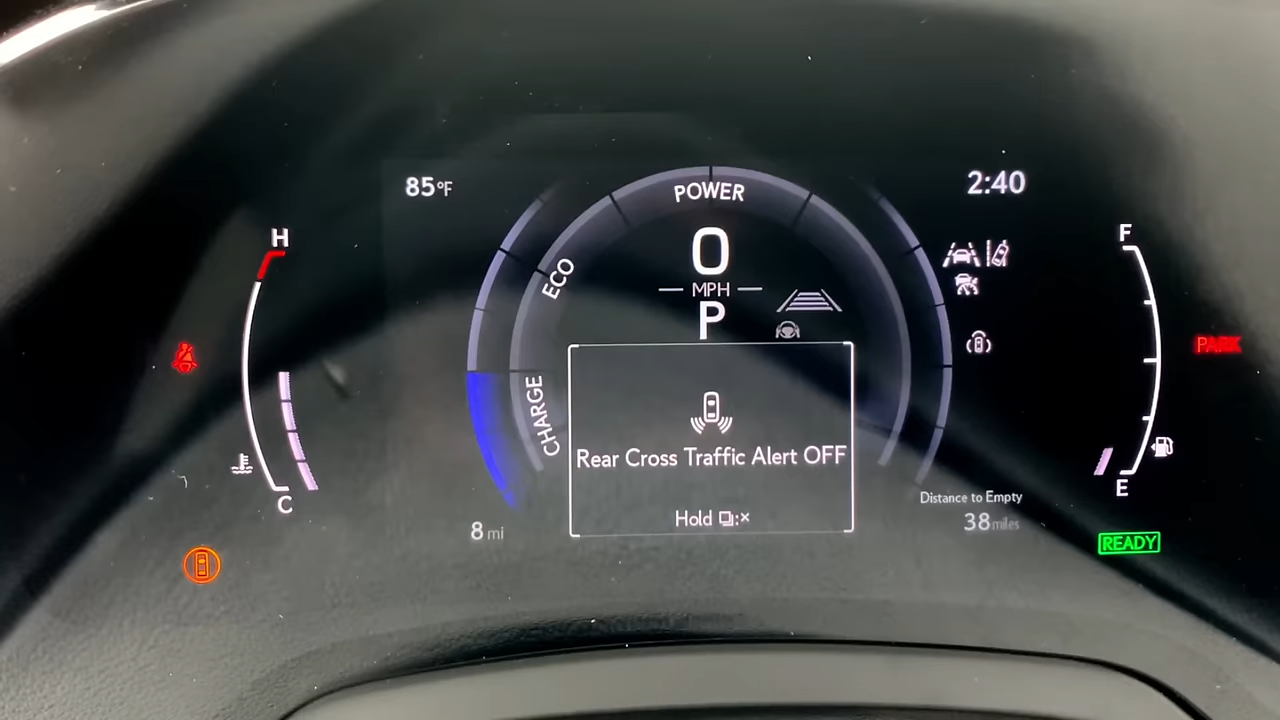 85°F
2:40
POWER
H
F
0
ECO
MPH
P
PARK
CHARGE
Rear Cross Traffic Alert OFF
C
E
Distance to Empty
Hold :×
38 miles
8 mi
READY